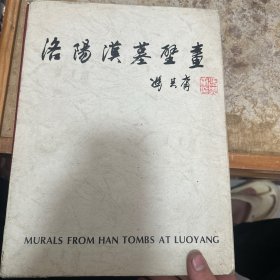 洛陽漢墓壁畫
MURALS FROM HAN TOMBS AT LUOYANG